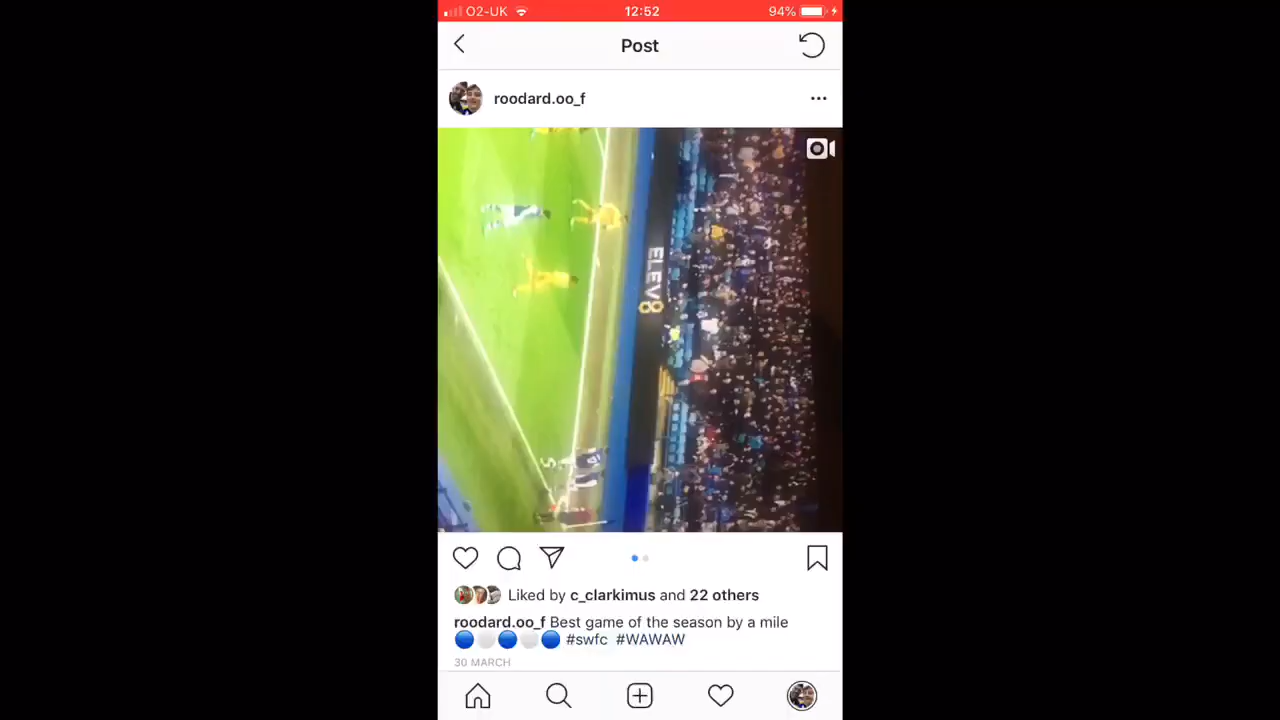 O2-UK 12:52 94%
Post
roodard.oo_f
ELEV8
Liked by c_clarkimus and 22 others
roodard.oo_f Best game of the season by a mile
🔵⚪🔵⚪🔵 #swfc #WAWAW
30 MARCH